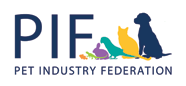 PIF
PET INDUSTRY FEDERATION